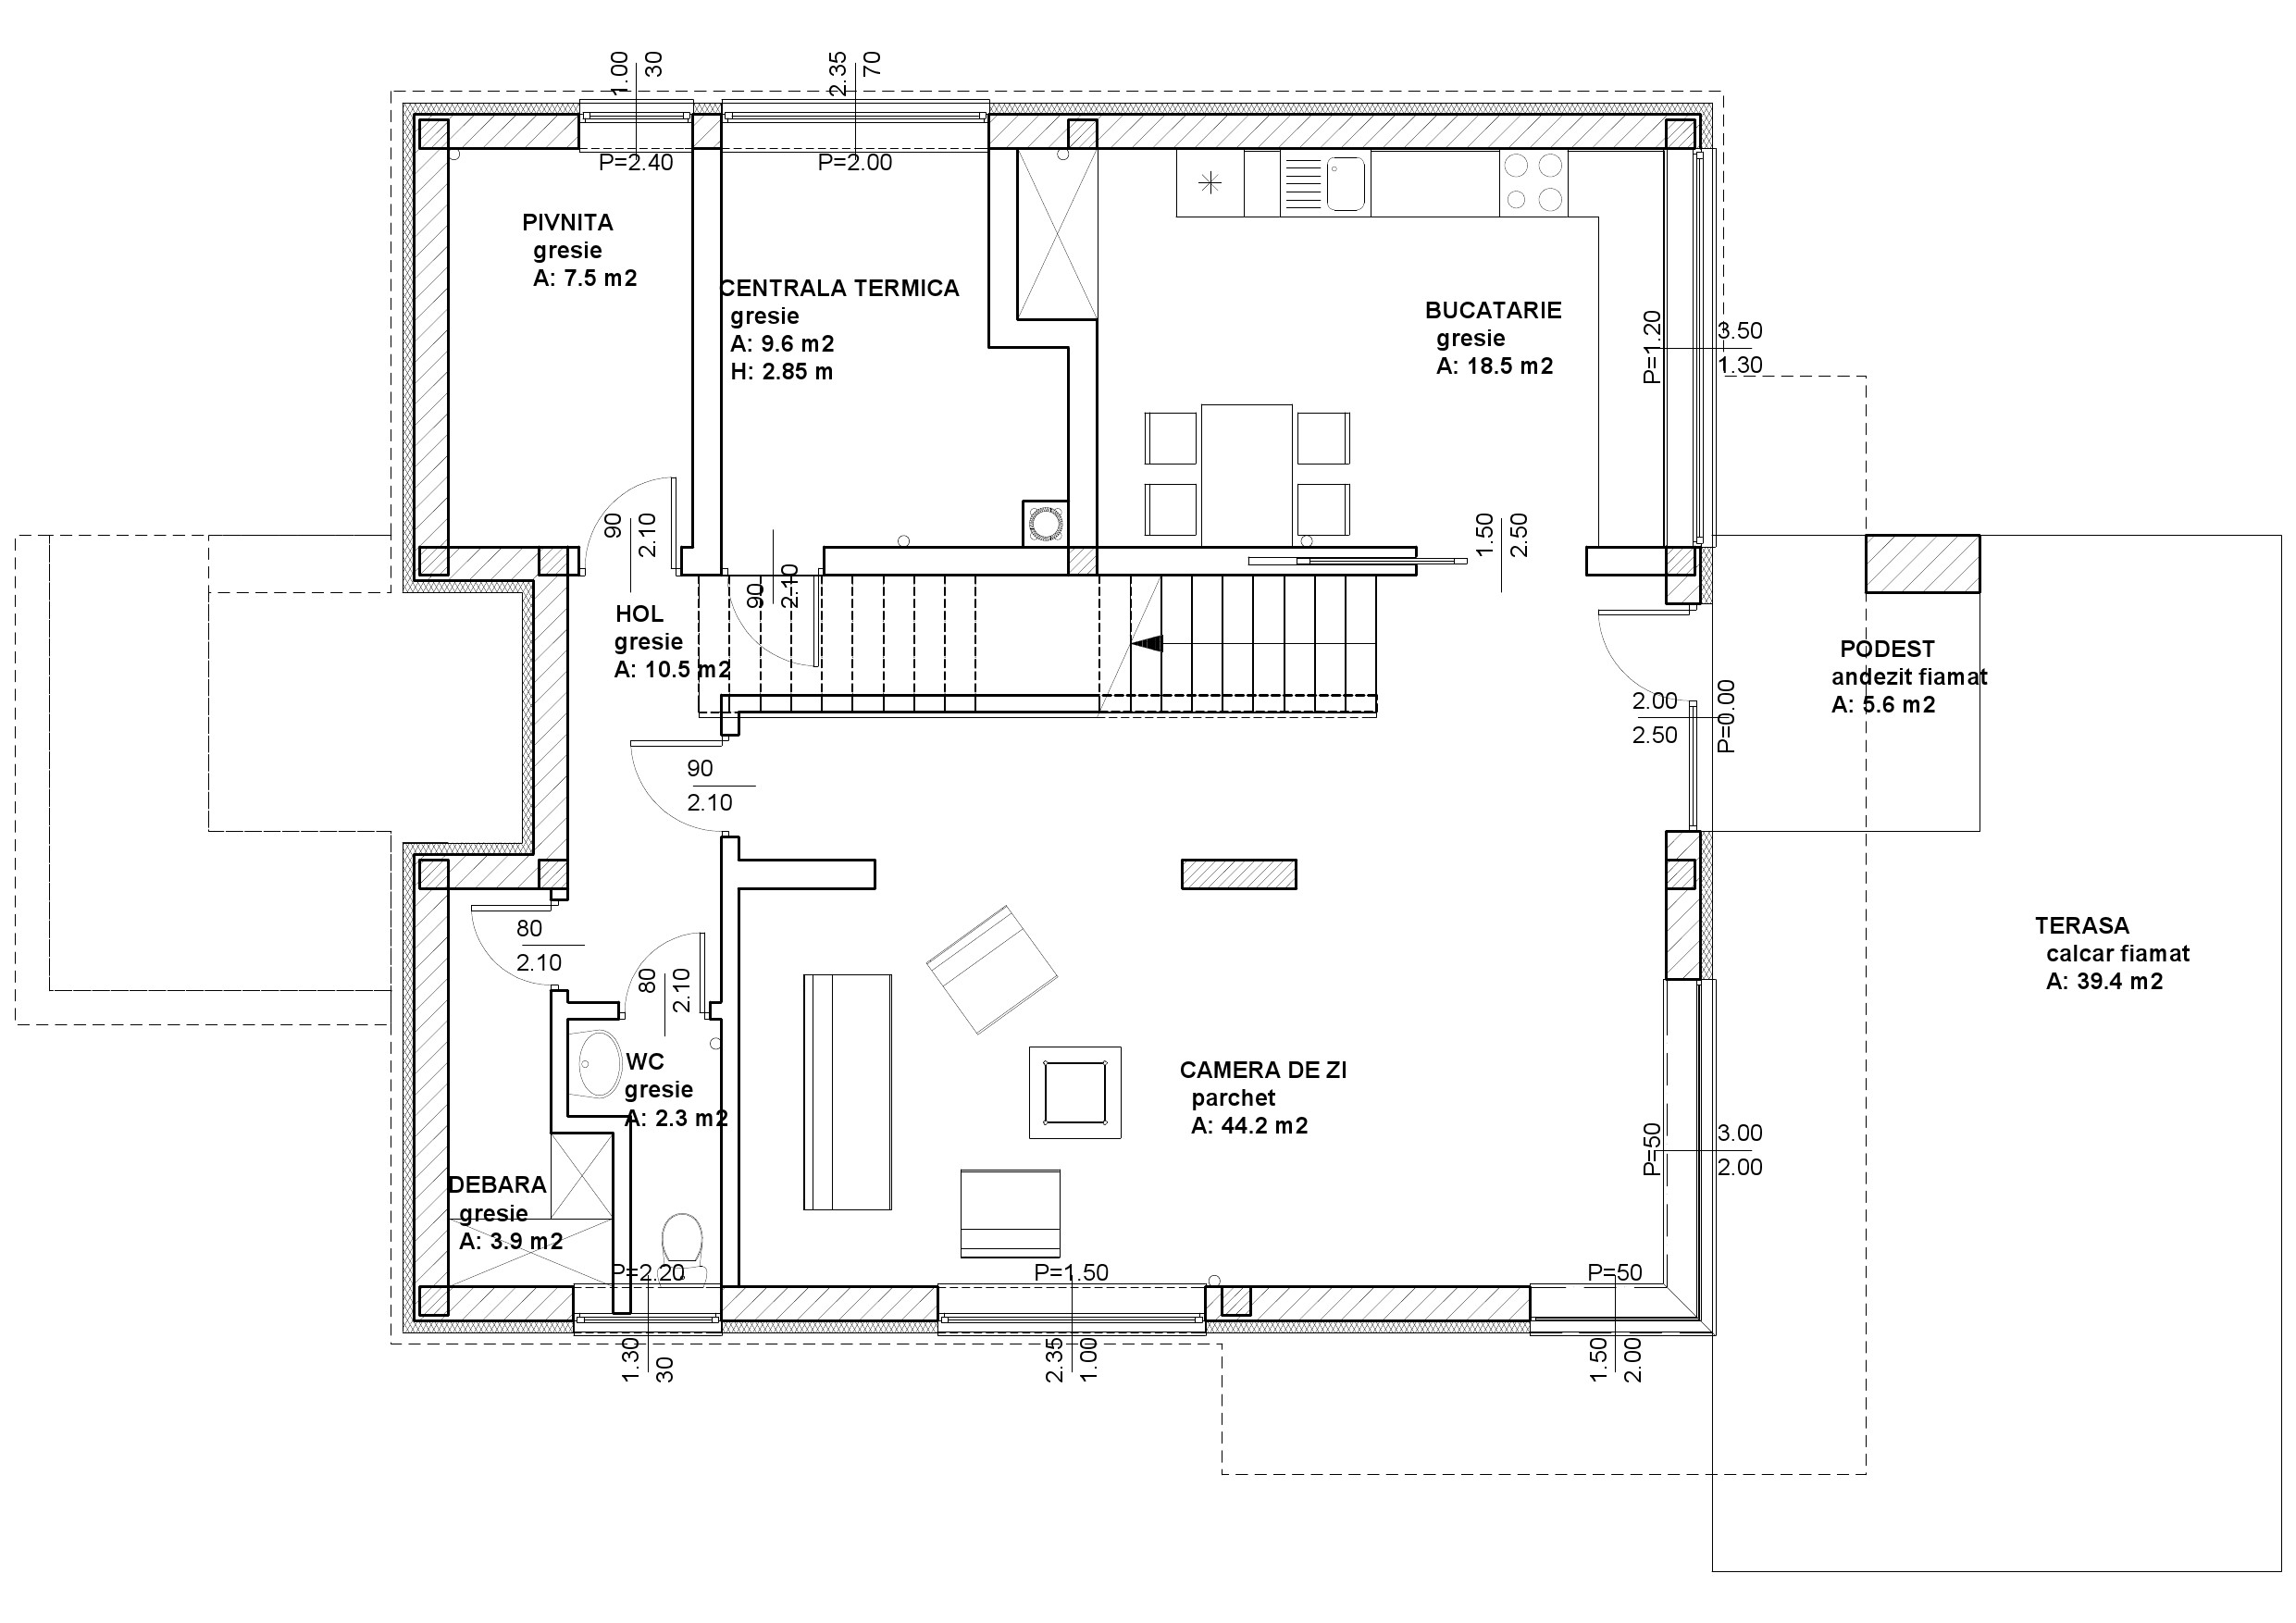 1.00
30
2.35
70
P=2.40
P=2.00
PIVNITA
gresie
A: 7.5 m2
CENTRALA TERMICA
gresie
A: 9.6 m2
H: 2.85 m
BUCATARIE
gresie
A: 18.5 m2
P=1.20
3.50
1.30
90
2.10
90
2.10
1.50
2.50
HOL
gresie
A: 10.5 m2
PODEST
andezit fiamat
A: 5.6 m2
2.00
2.50
P=0.00
90
2.10
80
2.10
80
2.10
TERASA
calcar fiamat
A: 39.4 m2
WC
gresie
A: 2.3 m2
CAMERA DE ZI
parchet
A: 44.2 m2
P=50
3.00
2.00
DEBARA
gresie
A: 3.9 m2
P=2.20
P=1.50
P=50
1.30
30
2.35
1.00
1.50
2.00